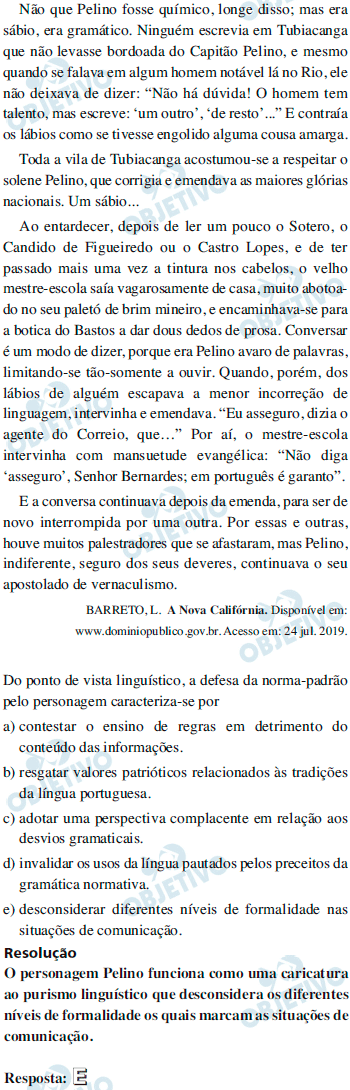 Não que Pelino fosse químico, longe disso; mas era
sábio, era gramático. Ninguém escrevia em Tubiacanga
que não levasse bordoada do Capitão Pelino, e mesmo
quando se falava em algum homem notável lá no Rio, ele
não deixava de dizer: “Não há dúvida! O homem tem
talento, mas escreve: ‘um outro’, ‘de resto’...” E contraía
os lábios como se tivesse engolido alguma cousa amarga.
Toda a vila de Tubiacanga acostumou-se a respeitar o
solene Pelino, que corrigia e emendava as maiores glórias
nacionais. Um sábio...
Ao entardecer, depois de ler um pouco o Sotero, o
Candido de Figueiredo ou o Castro Lopes, e de ter
passado mais uma vez a tintura nos cabelos, o velho
mestre-escola saía vagarosamente de casa, muito abotoa-
do no seu paletó de brim mineiro, e encaminhava-se para
a botica do Bastos a dar dous dedos de prosa. Conversar
é um modo de dizer, porque era Pelino avaro de palavras,
limitando-se tão-somente a ouvir. Quando, porém, dos
lábios de alguém escapava a menor incorreção de
linguagem, intervinha e emendava. “Eu asseguro, dizia o
agente do Correio, que…” Por aí, o mestre-escola
intervinha com mansuetude evangélica: “Não diga
‘asseguro’, Senhor Bernardes; em português é garanto”.
E a conversa continuava depois da emenda, para ser de
novo interrompida por uma outra. Por essas e outras,
houve muitos palestradores que se afastaram, mas Pelino,
indiferente, seguro dos seus deveres, continuava o seu
apostolado de vernaculismo.
BARRETO, L. A Nova Califórnia. Disponível em:
www.dominiopublico.gov.br. Acesso em: 24 jul. 2019.
Do ponto de vista linguístico, a defesa da norma-padrão
pelo personagem caracteriza-se por
a) contestar o ensino de regras em detrimento do
conteúdo das informações.
b) resgatar valores patrióticos relacionados às tradições
da língua portuguesa.
c) adotar uma perspectiva complacente em relação aos
desvios gramaticais.
d) invalidar os usos da língua pautados pelos preceitos da
gramática normativa.
e) desconsiderar diferentes níveis de formalidade nas
situações de comunicação.
Resolução
O personagem Pelino funciona como uma caricatura
ao purismo linguístico que desconsidera os diferentes
níveis de formalidade os quais marcam as situações de
comunicação.
Resposta: E
OBJETIVO
OBJETIVO
OBJETIVO
OBJETIVO
OBJETIVO
OBJETIVO
OBJETIVO
OBJETIVO
OBJETIVO